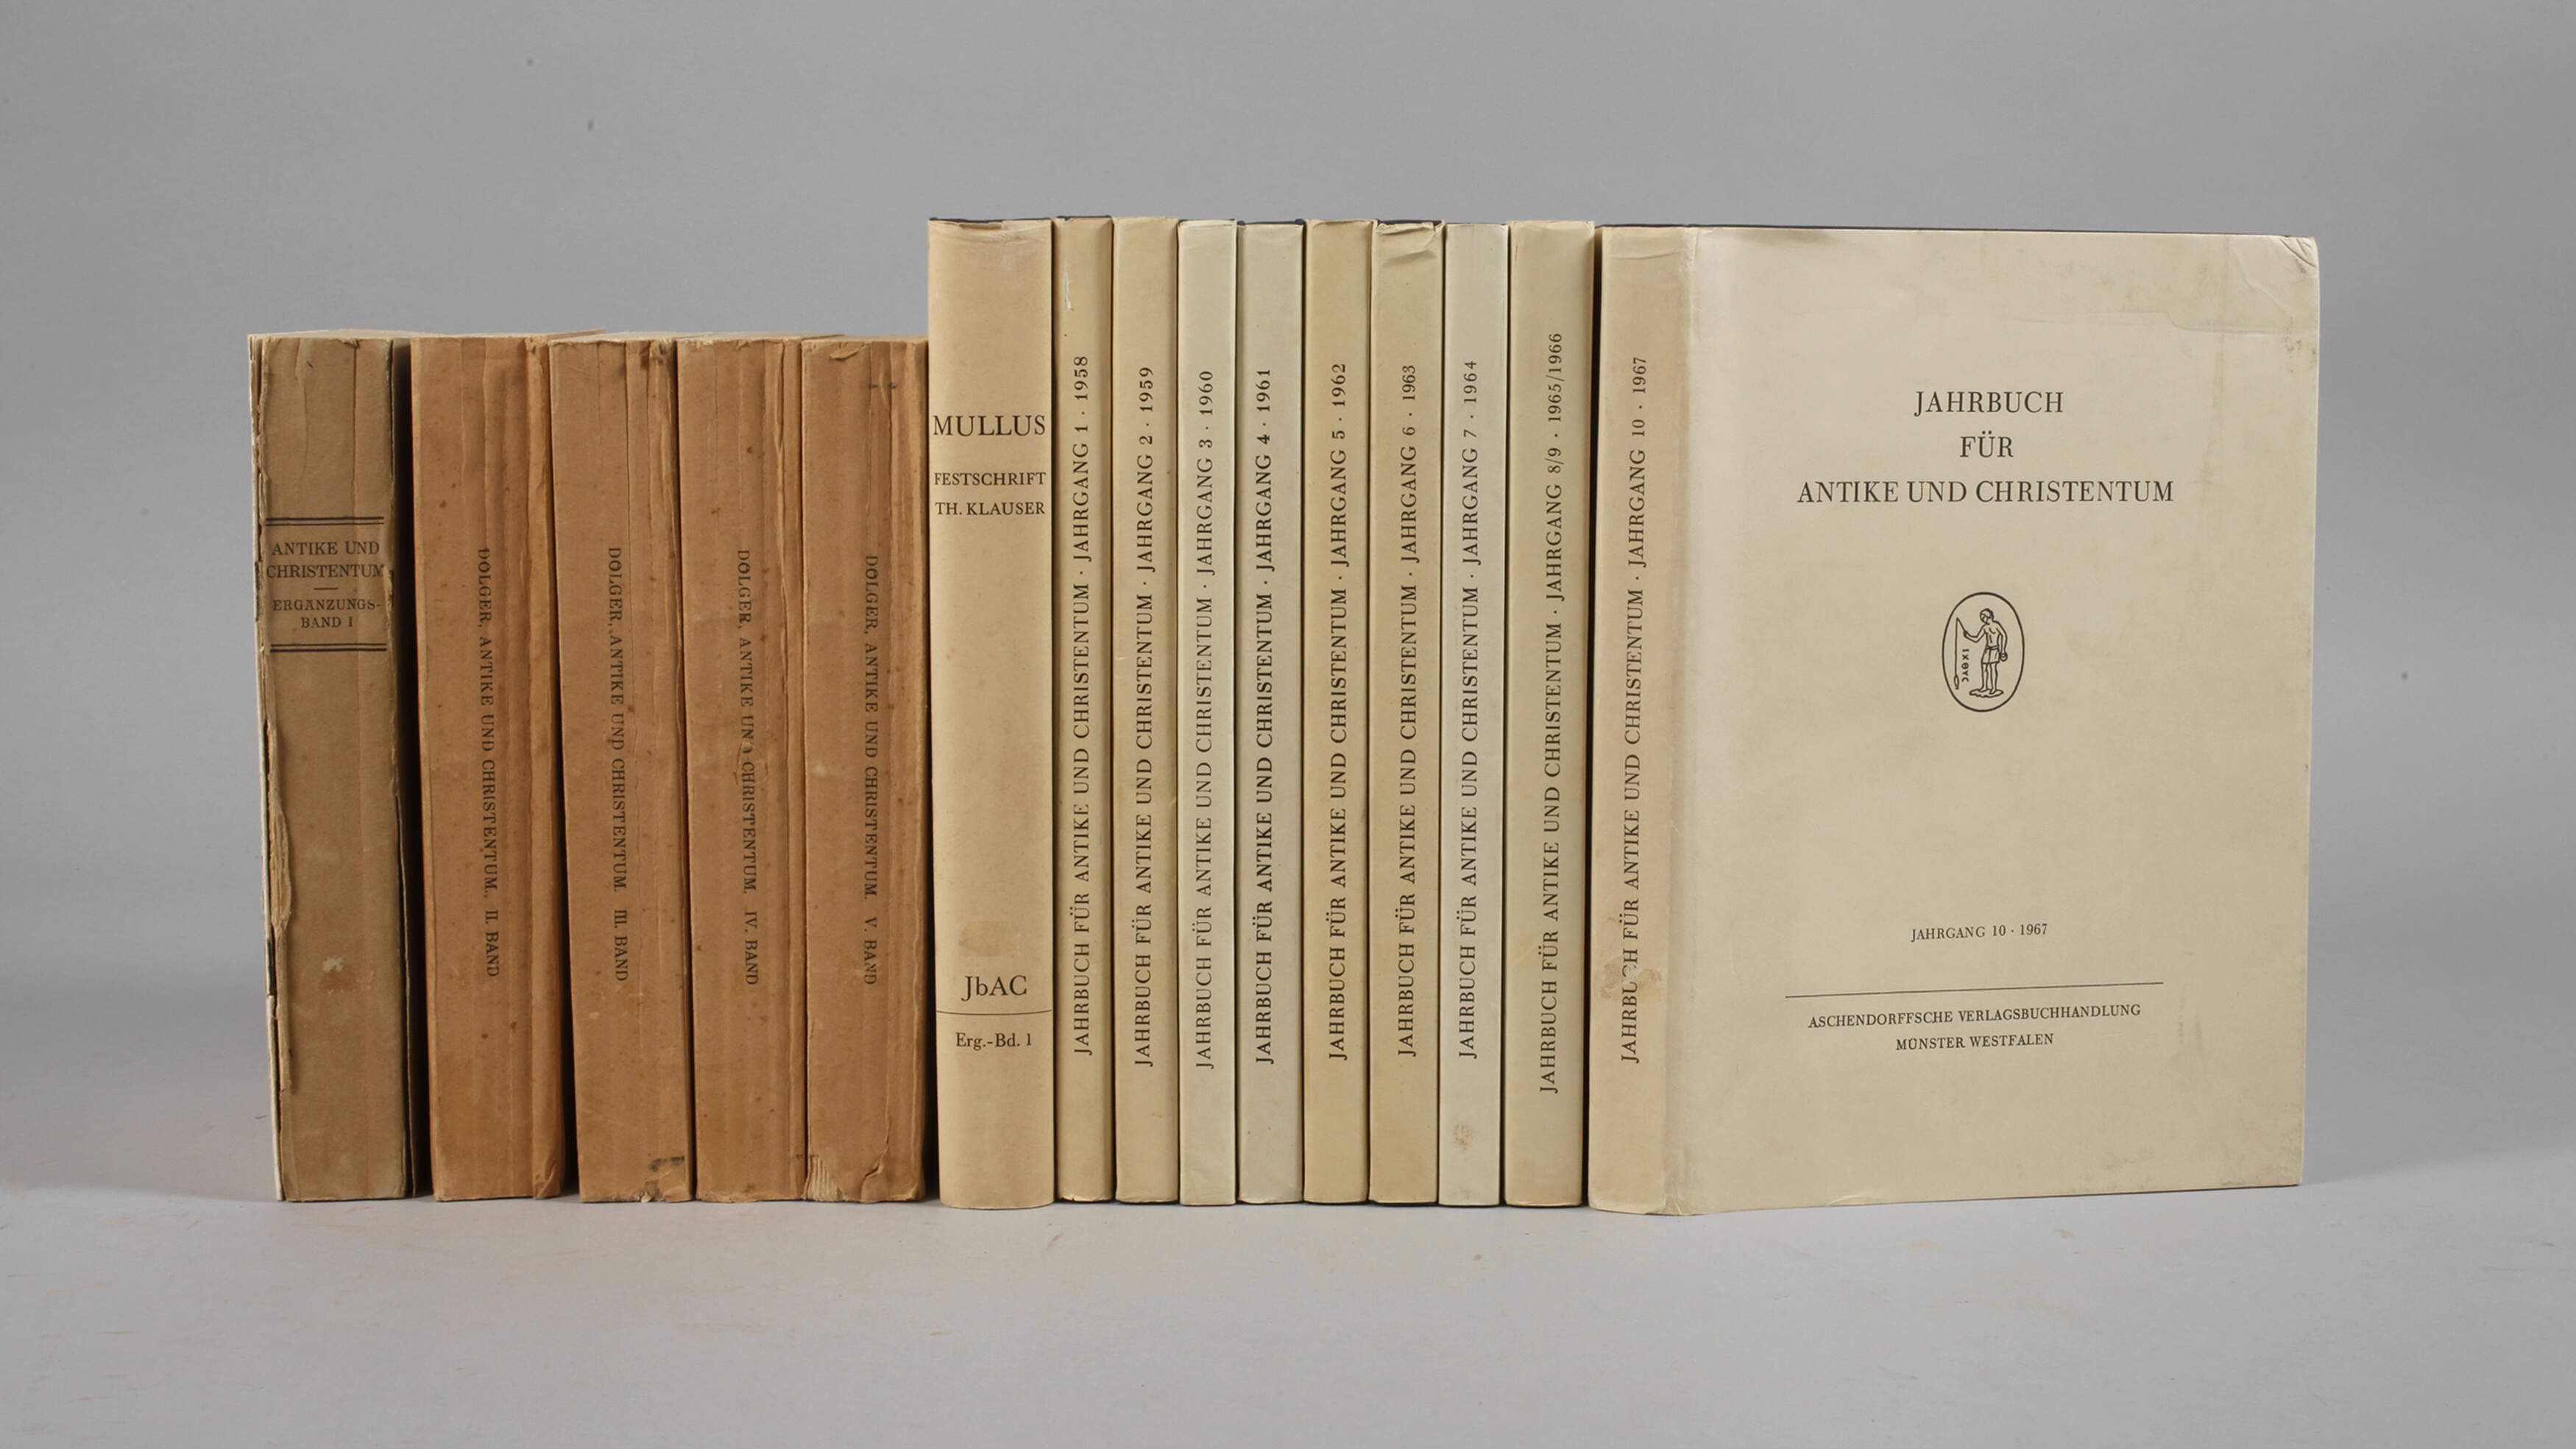 ANTIKE UND
CHRISTENTUM
ERGÄNZUNGS-
BAND I
DÖLGER, ANTIKE UND CHRISTENTUM. II. BAND
DÖLGER, ANTIKE UND CHRISTENTUM. III. BAND
DÖLGER, ANTIKE UND CHRISTENTUM. IV. BAND
DÖLGER, ANTIKE UND CHRISTENTUM. V. BAND
MULLUS
FESTSCHRIFT
TH. KLAUSER
JbAC
Erg.-Bd. 1
JAHRBUCH FÜR ANTIKE UND CHRISTENTUM · JAHRGANG 1 · 1958
JAHRBUCH FÜR ANTIKE UND CHRISTENTUM · JAHRGANG 2 · 1959
JAHRBUCH FÜR ANTIKE UND CHRISTENTUM · JAHRGANG 3 · 1960
JAHRBUCH FÜR ANTIKE UND CHRISTENTUM · JAHRGANG 4 · 1961
JAHRBUCH FÜR ANTIKE UND CHRISTENTUM · JAHRGANG 5 · 1962
JAHRBUCH FÜR ANTIKE UND CHRISTENTUM · JAHRGANG 6 · 1963
JAHRBUCH FÜR ANTIKE UND CHRISTENTUM · JAHRGANG 7 · 1964
JAHRBUCH FÜR ANTIKE UND CHRISTENTUM · JAHRGANG 8/9 · 1965/1966
JAHRBUCH FÜR ANTIKE UND CHRISTENTUM · JAHRGANG 10 · 1967
JAHRBUCH
FÜR
ANTIKE UND CHRISTENTUM
ΙΧΘΥϹ
JAHRGANG 10 · 1967
ASCHENDORFFSCHE VERLAGSBUCHHANDLUNG
MÜNSTER WESTFALEN